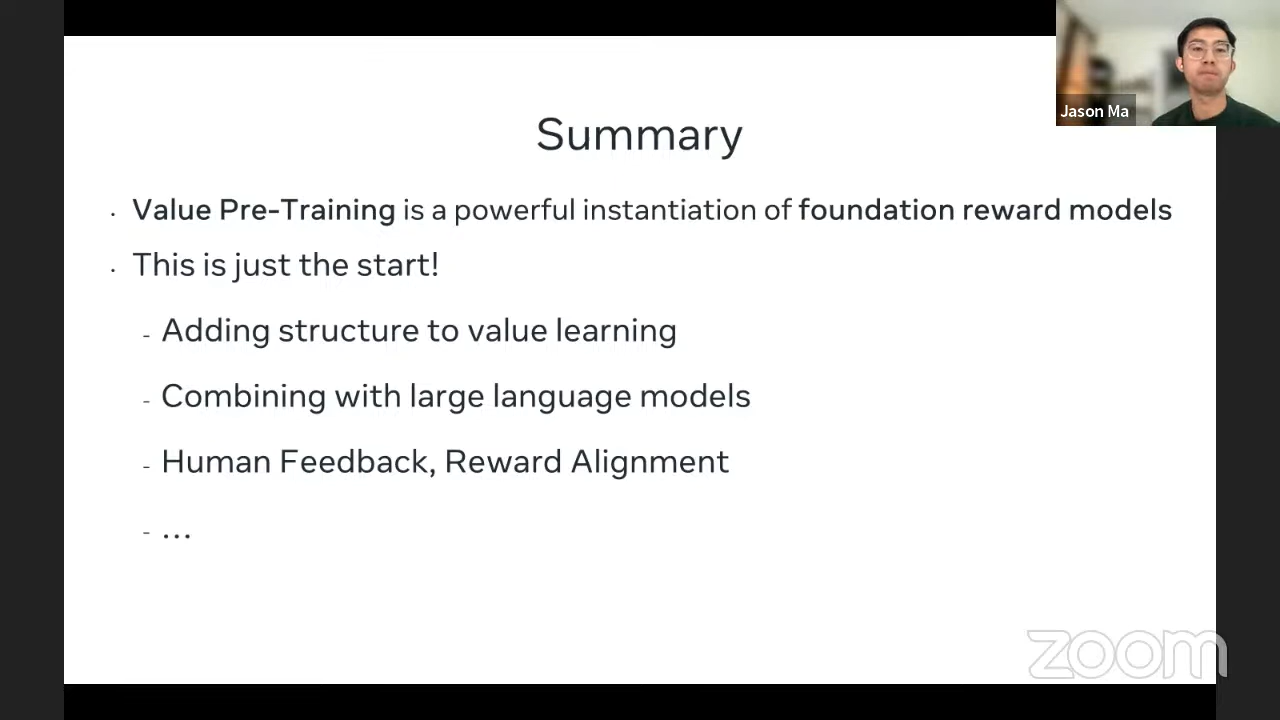 Jason Ma
Summary
· Value Pre-Training is a powerful instantiation of foundation reward models
· This is just the start!
- Adding structure to value learning
- Combining with large language models
- Human Feedback, Reward Alignment
- ...
zoom